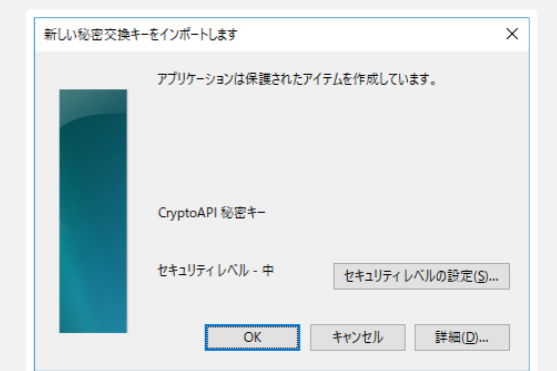 新しい秘密交換キーをインポートします
アプリケーションは保護されたアイテムを作成しています。
CryptoAPI 秘密キー
セキュリティ レベル - 中
セキュリティ レベルの設定(S)...
OK
キャンセル
詳細(D)...